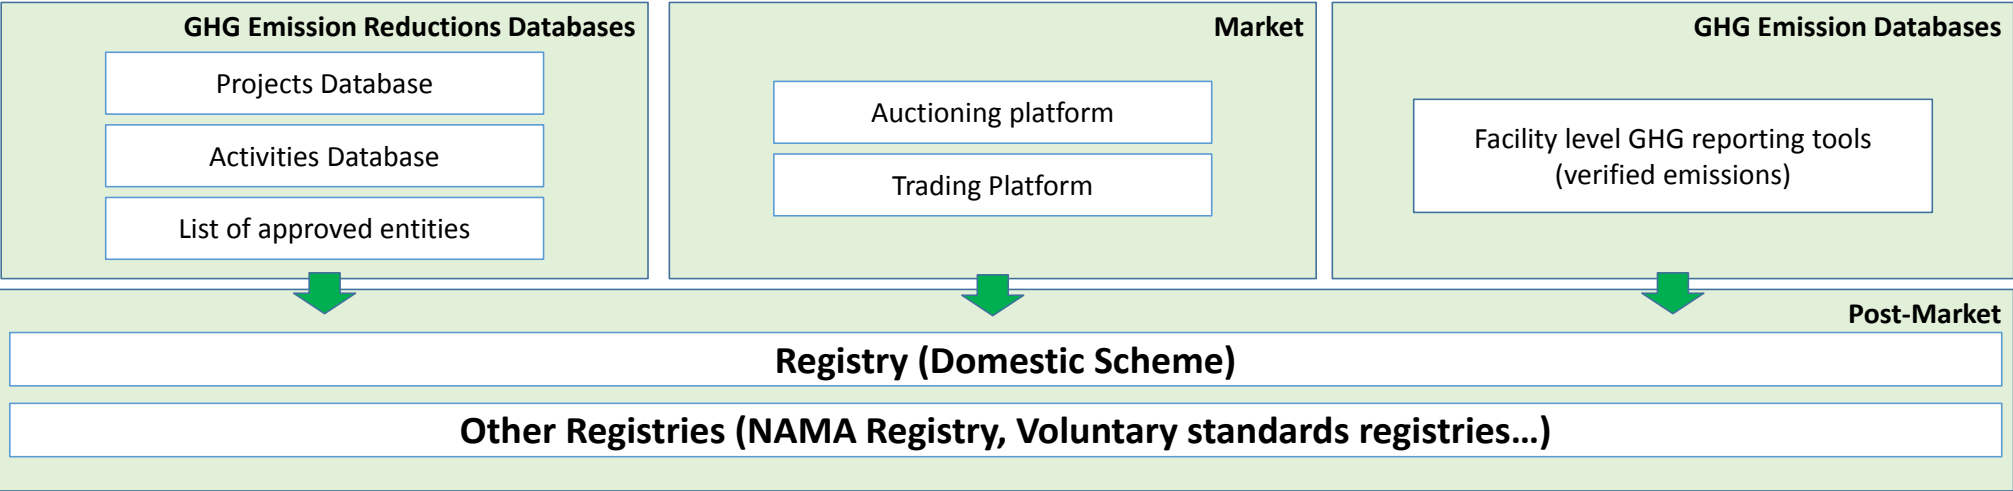 GHG Emission Reductions Databases
Projects Database
Activities Database
List of approved entities
Market
Auctioning platform
Trading Platform
GHG Emission Databases
Facility level GHG reporting tools
(verified emissions)
Post-Market
Registry (Domestic Scheme)
Other Registries (NAMA Registry, Voluntary standards registries…)